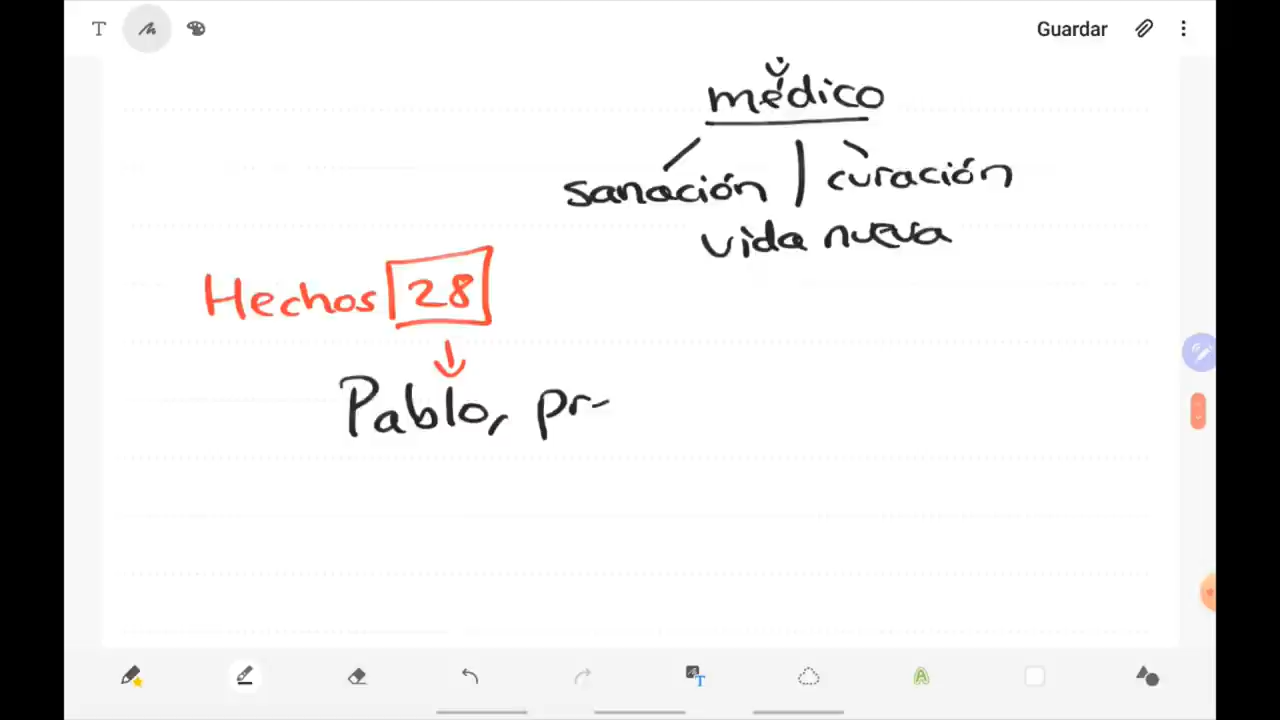 T Guardar
médico
sanación | curación
vida nueva
Hechos 28
Pablo, pr
T
A